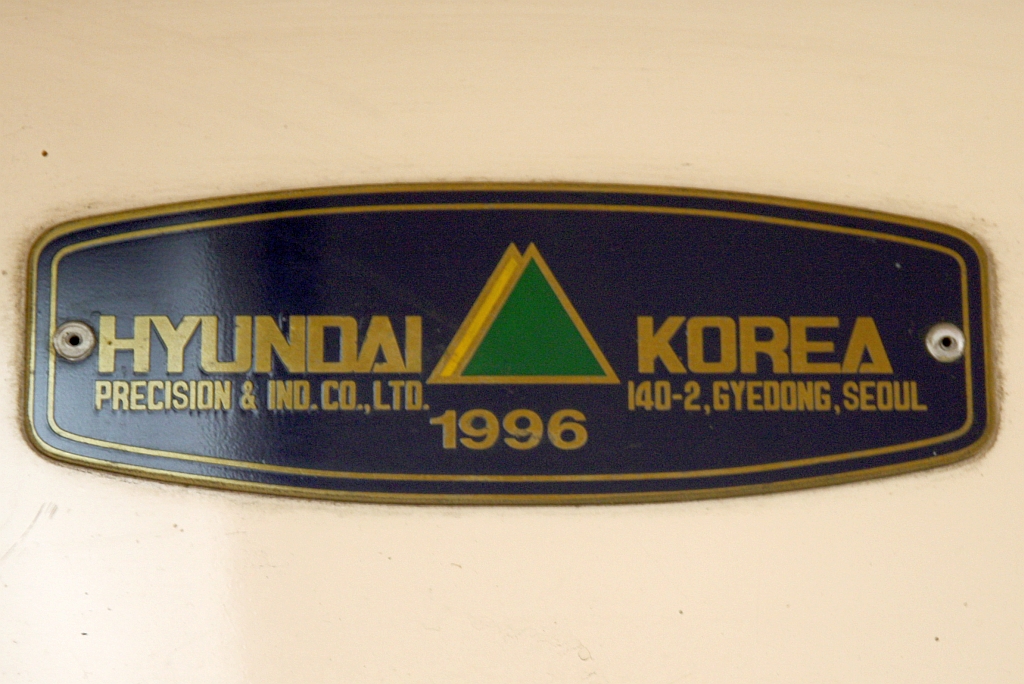 HYUNDAI KOREA
PRECISION & IND.CO.,LTD. 140-2,GYEDONG,SEOUL
1996